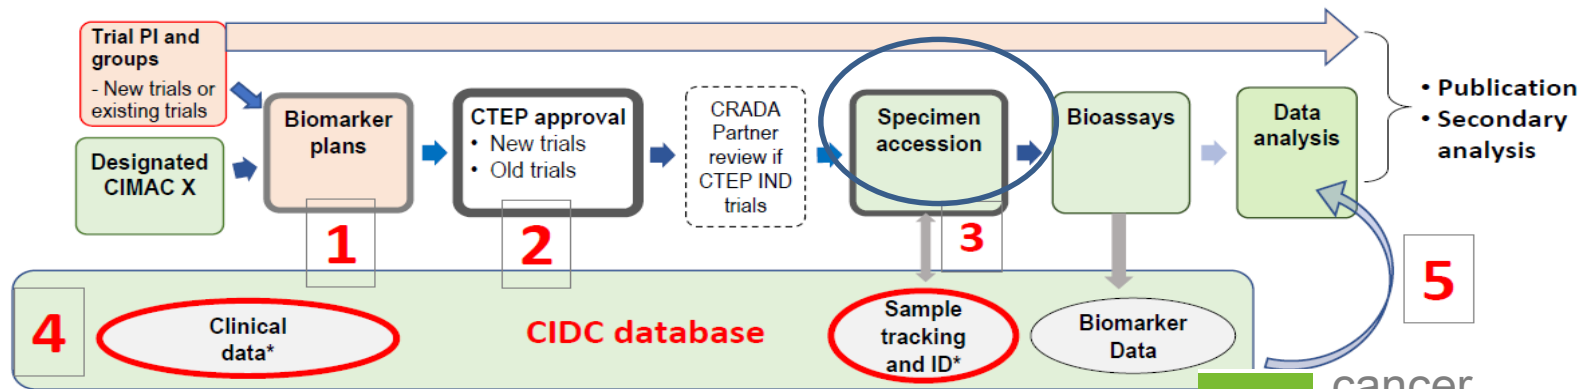 Trial PI and
groups
- New trials or
existing trials
Designated
CIMAC X
Biomarker
plans
1
CTEP approval
• New trials
• Old trials
2
CRADA
Partner
review if
CTEP IND
trials
Specimen
accession
3
Bioassays
Data
analysis
• Publication
• Secondary
analysis
4
Clinical
data*
CIDC database
Sample
tracking
and ID*
Biomarker
Data
5
cancer